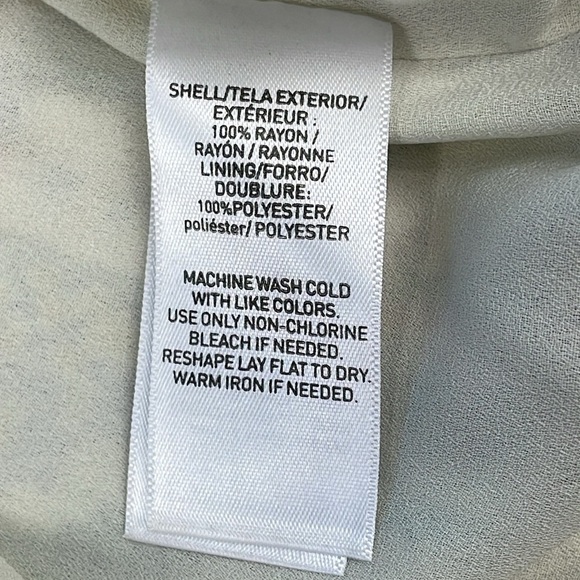 SHELL/TELA EXTERIOR/
EXTÉRIEUR :
100% RAYON /
RAYÓN / RAYONNE
LINING/FORRO/
DOUBLURE:
100%POLYESTER/
poliéster/ POLYESTER
MACHINE WASH COLD
WITH LIKE COLORS.
USE ONLY NON-CHLORINE
BLEACH IF NEEDED.
RESHAPE LAY FLAT TO DRY.
WARM IRON IF NEEDED.